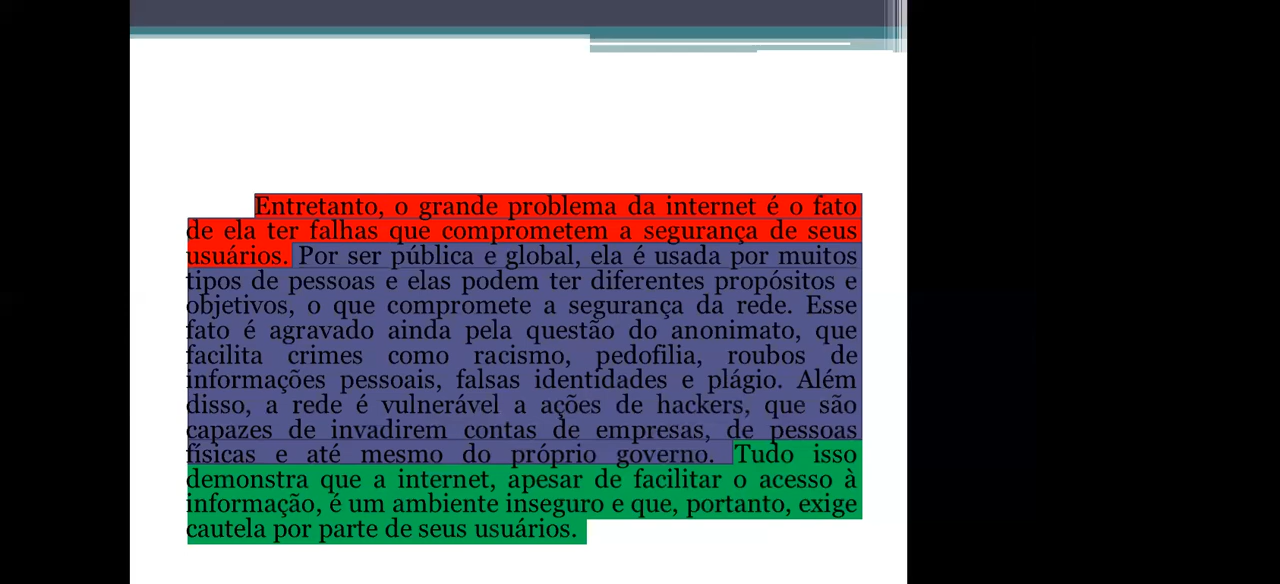 Entretanto, o grande problema da internet é o fato
de ela ter falhas que comprometem a segurança de seus
usuários. Por ser pública e global, ela é usada por muitos
tipos de pessoas e elas podem ter diferentes propósitos e
objetivos, o que compromete a segurança da rede. Esse
fato é agravado ainda pela questão do anonimato, que
facilita crimes como racismo, pedofilia, roubos de
informações pessoais, falsas identidades e plágio. Além
disso, a rede é vulnerável a ações de hackers, que são
capazes de invadirem contas de empresas, de pessoas
físicas e até mesmo do próprio governo. Tudo isso
demonstra que a internet, apesar de facilitar o acesso à
informação, é um ambiente inseguro e que, portanto, exige
cautela por parte de seus usuários.